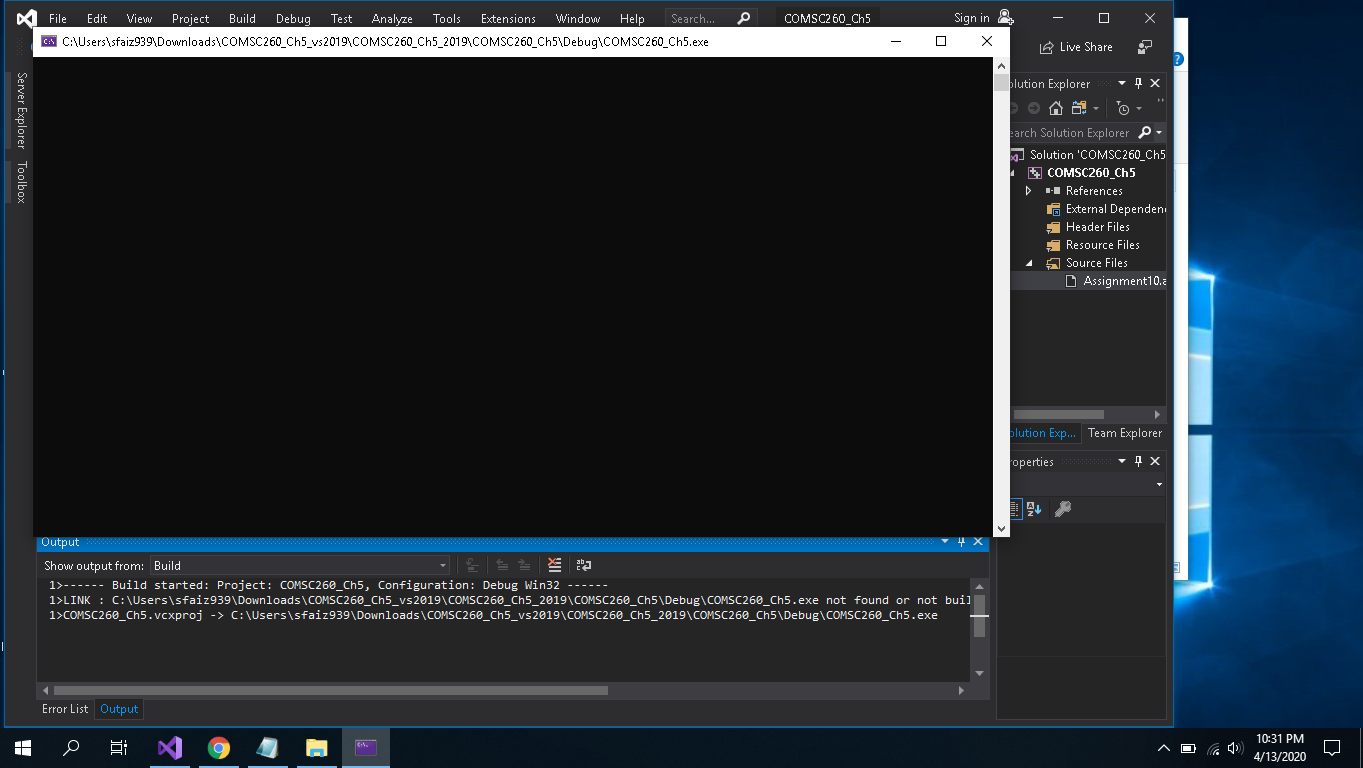 File Edit View Project Build Debug Test Analyze Tools Extensions Window Help Search... COMSC260_Ch5 Sign in
C:\Users\sfaiz939\Downloads\COMSC260_Ch5_vs2019\COMSC260_Ch5_2019\COMSC260_Ch5\Debug\COMSC260_Ch5.exe
Live Share
Server Explorer
Toolbox
olution Explorer
earch Solution Explorer
Solution 'COMSC260_Ch5
COMSC260_Ch5
References
External Dependen
Header Files
Resource Files
Source Files
Assignment10.a
olution Exp... Team Explorer
roperties
Output
Show output from: Build
1>------ Build started: Project: COMSC260_Ch5, Configuration: Debug Win32 ------
1>LINK : C:\Users\sfaiz939\Downloads\COMSC260_Ch5_vs2019\COMSC260_Ch5_2019\COMSC260_Ch5\Debug\COMSC260_Ch5.exe not found or not buil
1>COMSC260_Ch5.vcxproj -> C:\Users\sfaiz939\Downloads\COMSC260_Ch5_vs2019\COMSC260_Ch5_2019\COMSC260_Ch5\Debug\COMSC260_Ch5.exe
Error List Output
10:31 PM
4/13/2020